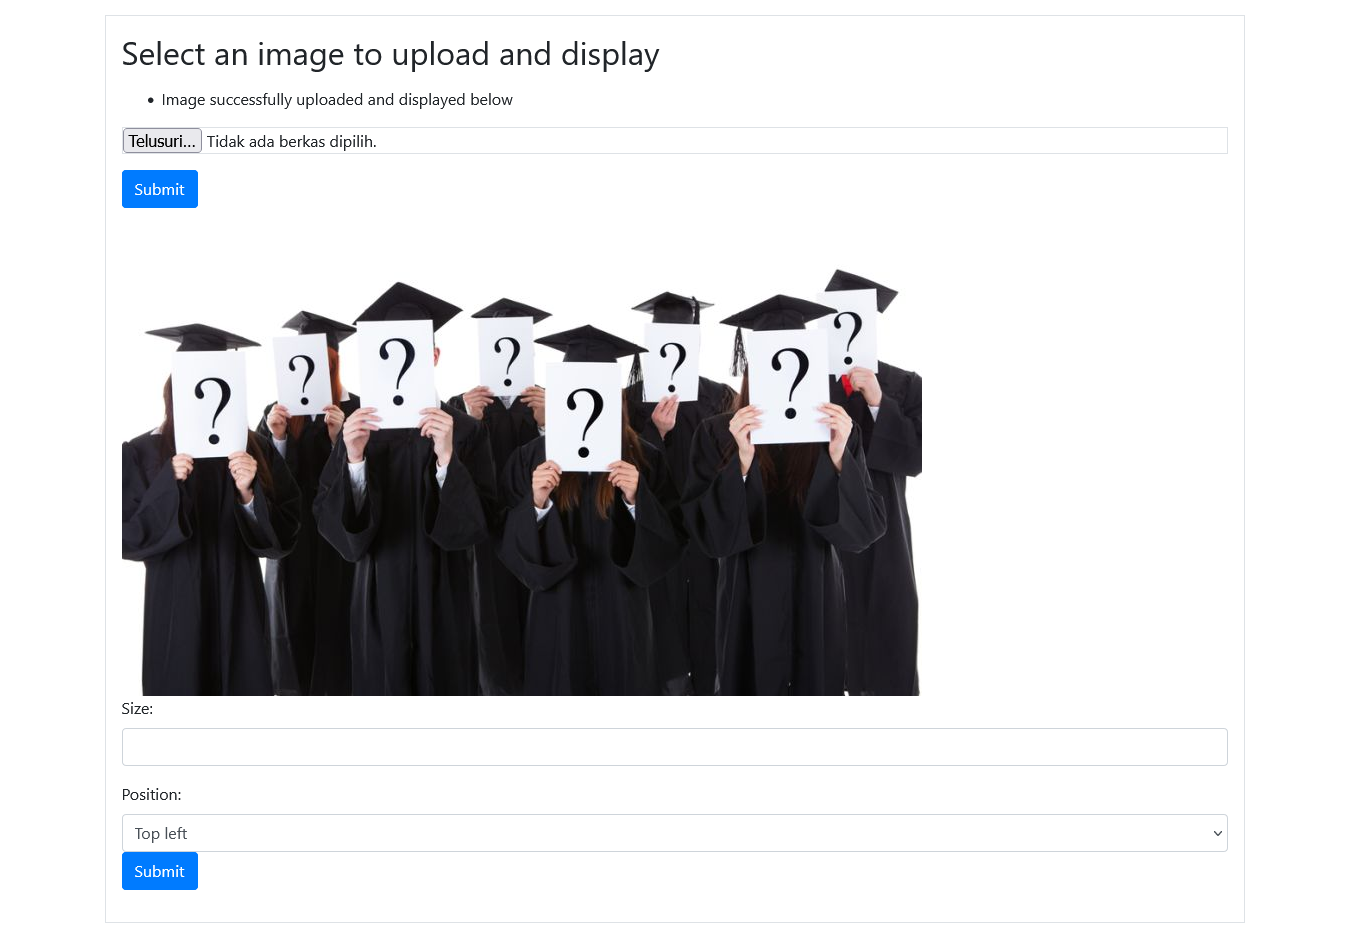 Select an image to upload and display
• Image successfully uploaded and displayed below
Telusuri... Tidak ada berkas dipilih.
Submit
? ? ? ? ? ? ? ?
Size:
Position:
Top left
Submit